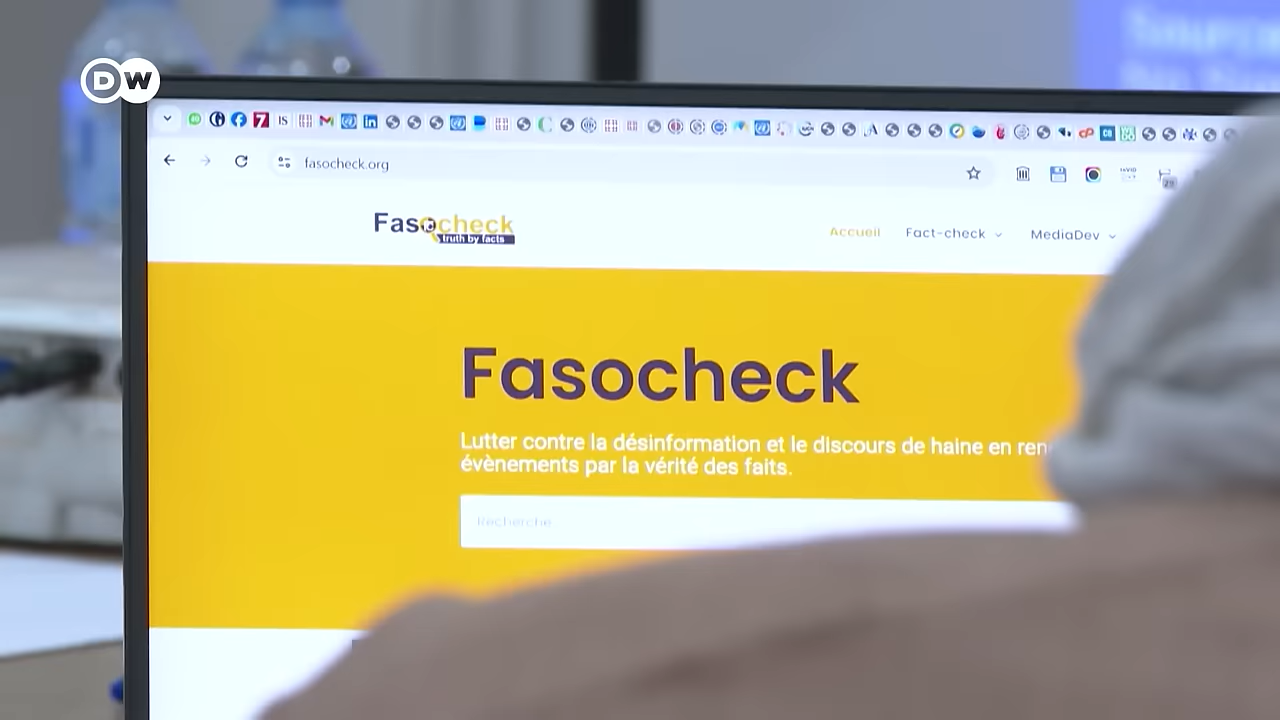 DW
Source
fasocheck.org
Fasocheck
truth by facts
Accueil
Fact-check
MediaDev
Fasocheck
Lutter contre la désinformation et le discours de haine en ren
évènements par la vérité des faits.
Recherche